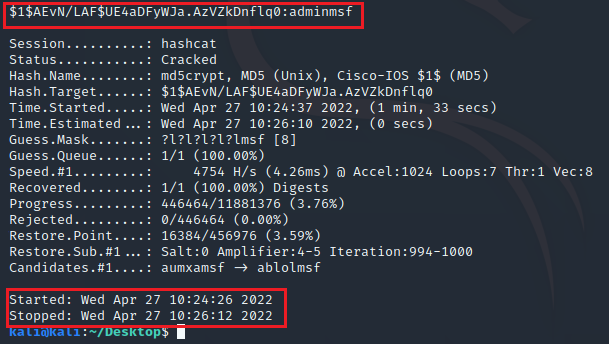 $1$AEvN/LAF$UE4aDFyWJa.AzVZkDnflq0:adminmsf
Session..........: hashcat
Status...........: Cracked
Hash.Name........: md5crypt, MD5 (Unix), Cisco-IOS $1$ (MD5)
Hash.Target......: $1$AEvN/LAF$UE4aDFyWJa.AzVZkDnflq0
Time.Started.....: Wed Apr 27 10:24:37 2022, (1 min, 33 secs)
Time.Estimated...: Wed Apr 27 10:26:10 2022, (0 secs)
Guess.Mask.......: ?l?l?l?l?lmsf [8]
Guess.Queue......: 1/1 (100.00%)
Speed.#1.........:     4754 H/s (4.26ms) @ Accel:1024 Loops:7 Thr:1 Vec:8
Recovered........: 1/1 (100.00%) Digests
Progress.........: 446464/11881376 (3.76%)
Rejected.........: 0/446464 (0.00%)
Restore.Point....: 16384/456976 (3.59%)
Restore.Sub.#1...: Salt:0 Amplifier:4-5 Iteration:994-1000
Candidates.#1....: aumxamsf -> ablolmsf
Started: Wed Apr 27 10:24:26 2022
Stopped: Wed Apr 27 10:26:12 2022
kali@kali:~/Desktop$